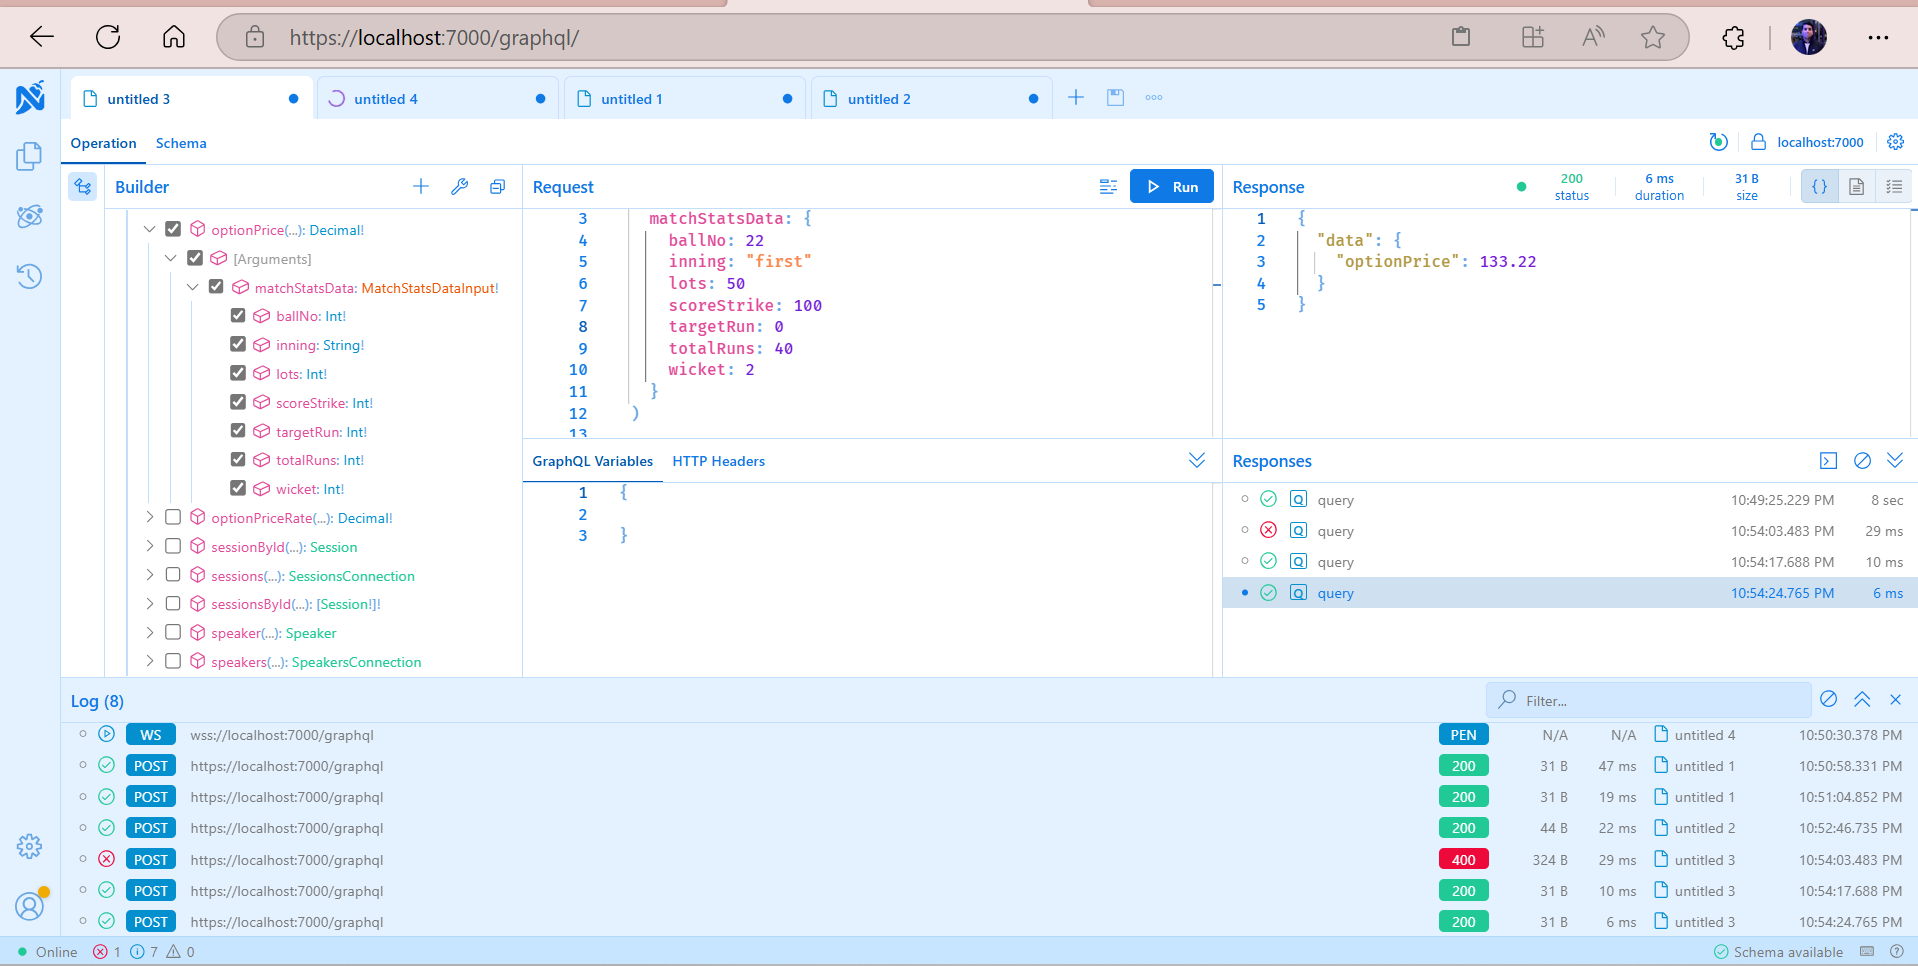 https://localhost:7000/graphql/
untitled 3
untitled 4
untitled 1
untitled 2
Operation
Schema
localhost:7000
Builder
optionPrice(...): Decimal!
[Arguments]
matchStatsData: MatchStatsDataInput!
ballNo: Int!
inning: String!
lots: Int!
scoreStrike: Int!
targetRun: Int!
totalRuns: Int!
wicket: Int!
optionPriceRate(...): Decimal!
sessionById(...): Session
sessions(...): SessionsConnection
sessionsById(...): [Session!]!
speaker(...): Speaker
speakers(...): SpeakersConnection
Request
Run
3 matchStatsData: {
4 ballNo: 22
5 inning: "first"
6 lots: 50
7 scoreStrike: 100
8 targetRun: 0
9 totalRuns: 40
10 wicket: 2
11 }
12 )
13
GraphQL Variables
HTTP Headers
1 {
2
3 }
Response
200 status
6 ms duration
31 B size
{ }
1 {
2 "data": {
3 "optionPrice": 133.22
4 }
5 }
Responses
Q query 10:49:25.229 PM 8 sec
Q query 10:54:03.483 PM 29 ms
Q query 10:54:17.688 PM 10 ms
Q query 10:54:24.765 PM 6 ms
Log (8)
Filter...
WS wss://localhost:7000/graphql PEN N/A N/A untitled 4 10:50:30.378 PM
POST https://localhost:7000/graphql 200 31 B 47 ms untitled 1 10:50:58.331 PM
POST https://localhost:7000/graphql 200 31 B 19 ms untitled 1 10:51:04.852 PM
POST https://localhost:7000/graphql 200 44 B 22 ms untitled 2 10:52:46.735 PM
POST https://localhost:7000/graphql 400 324 B 29 ms untitled 3 10:54:03.483 PM
POST https://localhost:7000/graphql 200 31 B 10 ms untitled 3 10:54:17.688 PM
POST https://localhost:7000/graphql 200 31 B 6 ms untitled 3 10:54:24.765 PM
Online 1 7 0
Schema available